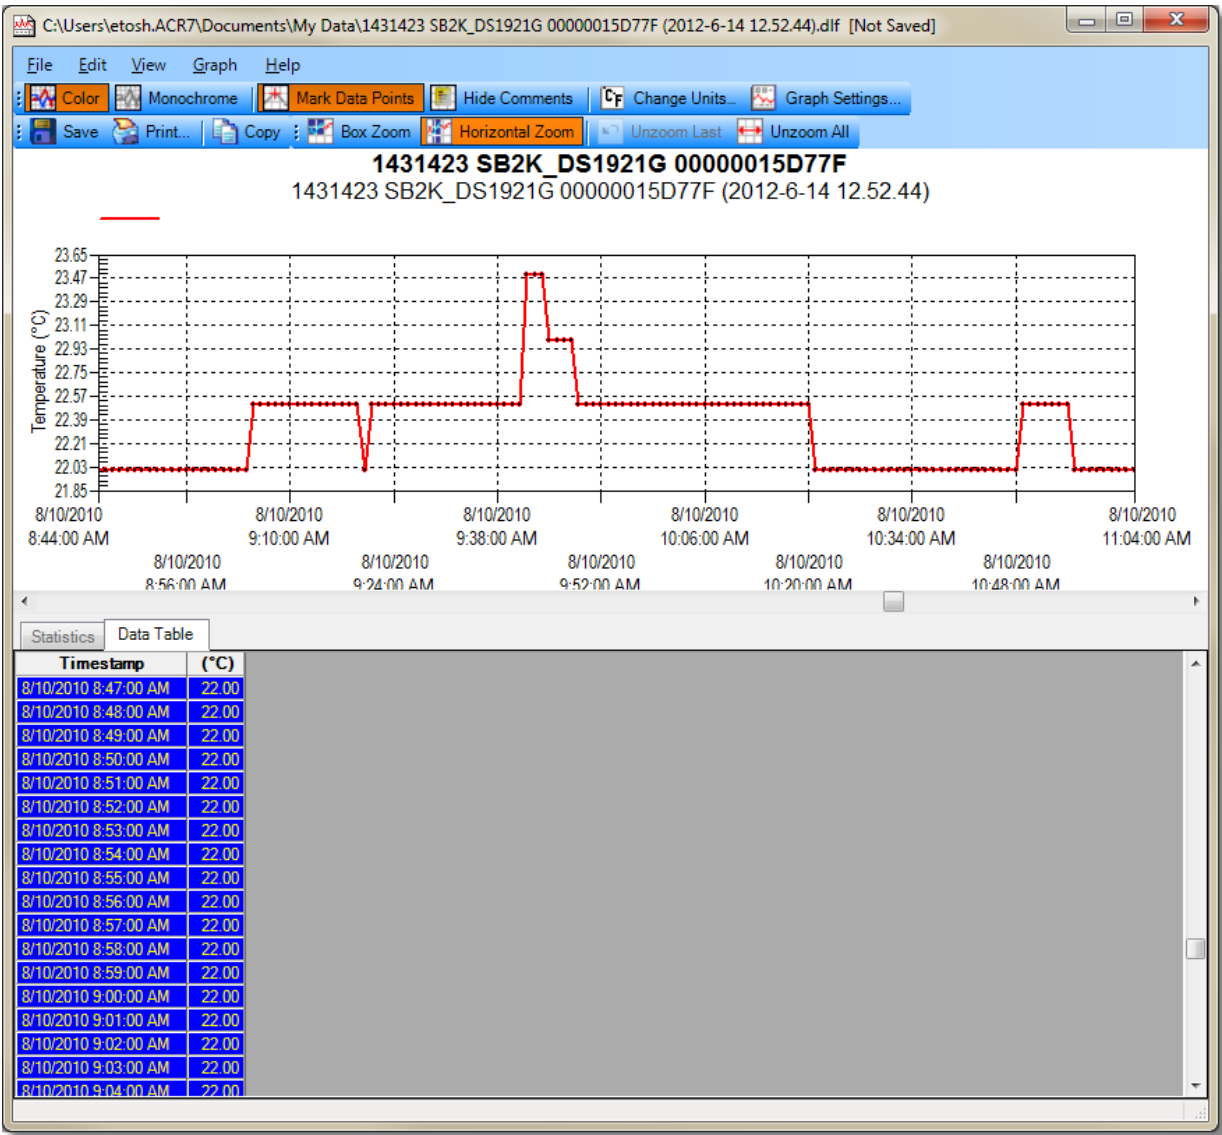 C:\Users\etosh.ACR7\Documents\My Data\1431423 SB2K_DS1921G 00000015D77F (2012-6-14 12.52.44).dlf [Not Saved]
File Edit View Graph Help
Color Monochrome Mark Data Points Hide Comments Change Units... Graph Settings...
Save Print... Copy Box Zoom Horizontal Zoom Unzoom Last Unzoom All
1431423 SB2K_DS1921G 00000015D77F
1431423 SB2K_DS1921G 00000015D77F (2012-6-14 12.52.44)
Temperature (°C)
23.65
23.47
23.29
23.11
22.93
22.75
22.57
22.39
22.21
22.03
21.85
8/10/2010 8/10/2010 8/10/2010 8/10/2010 8/10/2010 8/10/2010
8:44:00 AM 9:10:00 AM 9:38:00 AM 10:06:00 AM 10:34:00 AM 11:04:00 AM
8/10/2010 8/10/2010 8/10/2010 8/10/2010 8/10/2010
8:56:00 AM 9:24:00 AM 9:52:00 AM 10:20:00 AM 10:48:00 AM
Statistics Data Table
Timestamp (°C)
8/10/2010 8:47:00 AM 22.00
8/10/2010 8:48:00 AM 22.00
8/10/2010 8:49:00 AM 22.00
8/10/2010 8:50:00 AM 22.00
8/10/2010 8:51:00 AM 22.00
8/10/2010 8:52:00 AM 22.00
8/10/2010 8:53:00 AM 22.00
8/10/2010 8:54:00 AM 22.00
8/10/2010 8:55:00 AM 22.00
8/10/2010 8:56:00 AM 22.00
8/10/2010 8:57:00 AM 22.00
8/10/2010 8:58:00 AM 22.00
8/10/2010 8:59:00 AM 22.00
8/10/2010 9:00:00 AM 22.00
8/10/2010 9:01:00 AM 22.00
8/10/2010 9:02:00 AM 22.00
8/10/2010 9:03:00 AM 22.00
8/10/2010 9:04:00 AM 22.00